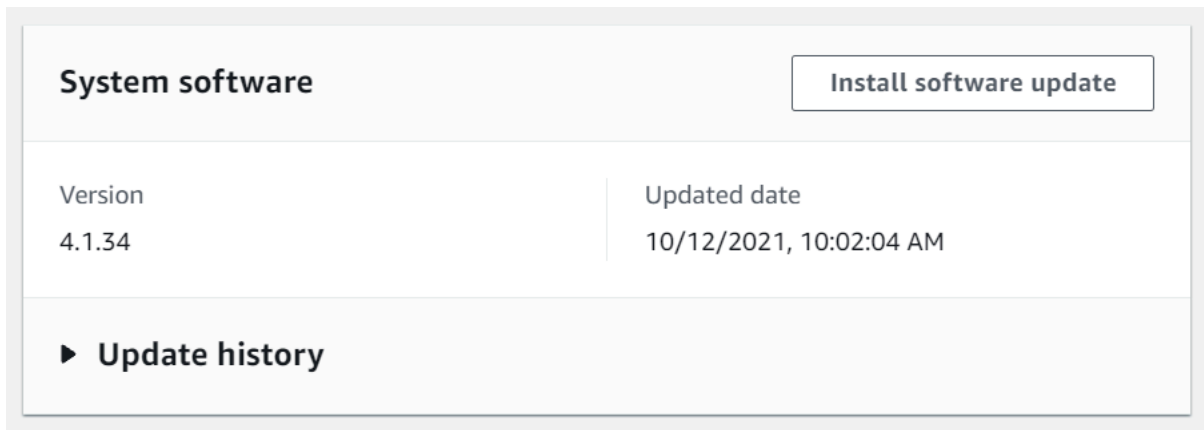 System software
Install software update
Version
Updated date
4.1.34
10/12/2021, 10:02:04 AM
Update history